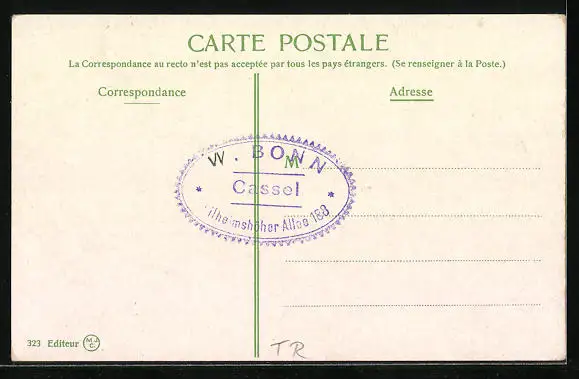 CARTE POSTALE
La Correspondance au recto n'est pas acceptée par tous les pays étrangers. (Se renseigner à la Poste.)
Correspondance
Adresse
M
W. BONN
* Cassel *
ilhelmshöher Allee 188
323 Editeur M.J.C.
TR